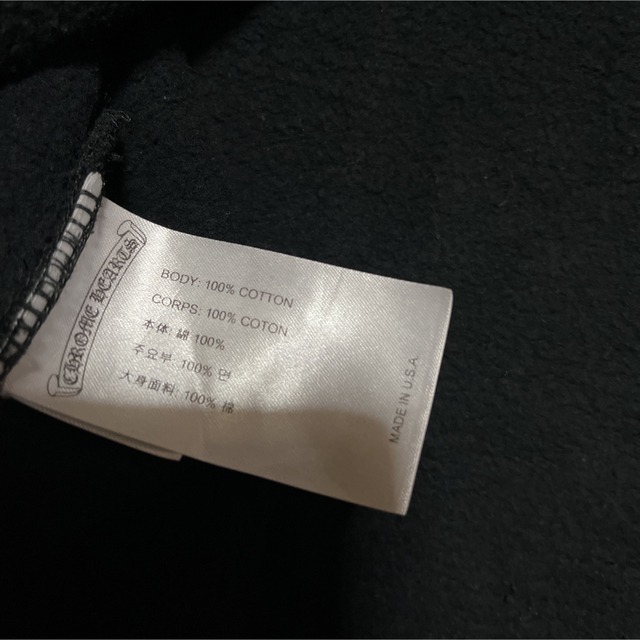 CHROME HEARTS
BODY: 100% COTTON
CORPS: 100% COTON
本体: 綿 100%
주요부: 100% 면
大身面料: 100% 棉
MADE IN U.S.A.